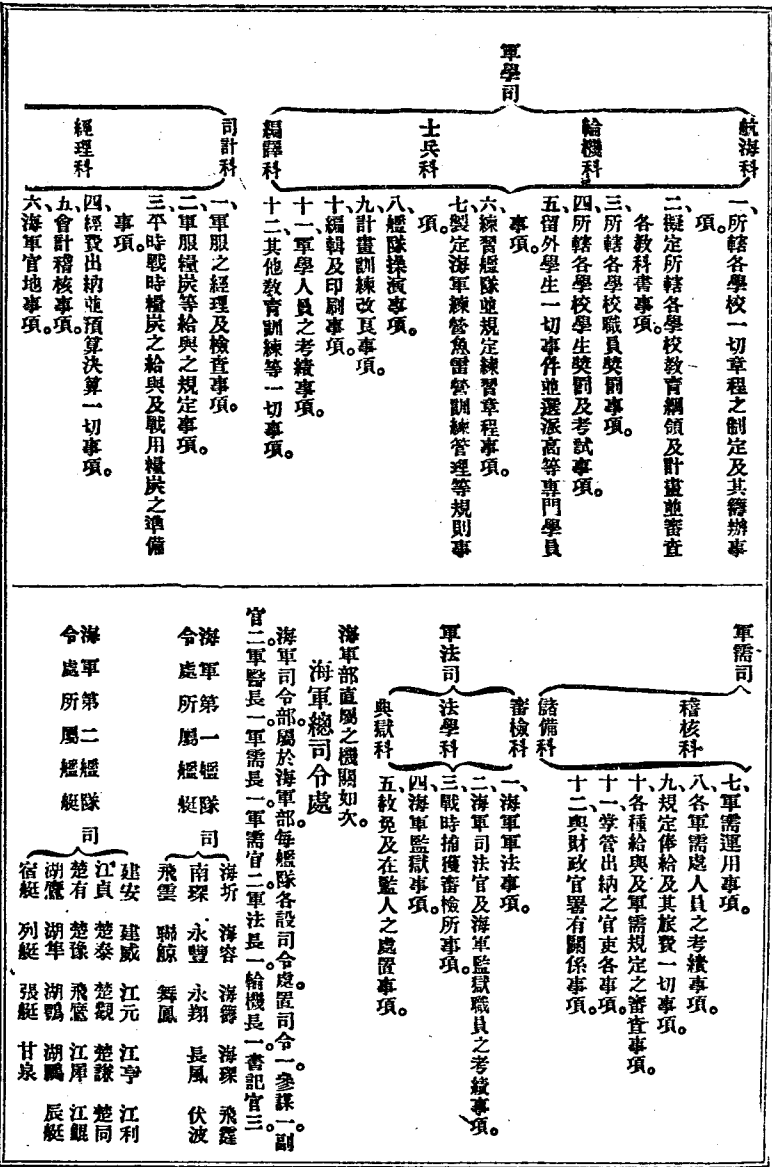 軍學司
航海科
輪機科
士兵科
編譯科
一、所轄各學校一切章程之制定及其籌辦事
項。
二、擬定所轄各學校教育綱領及計畫並審查
各教科書事項。
三、所轄各學校職員獎罰事項。
四、所轄各學校學生獎罰及考試事項。
五、留外學生一切事件並選派高等專門學員
事項。
六、練習艦隊並規定練習章程事項。
七、製定海軍練營魚雷營訓練管理等規則事
項。
八、艦隊操演事項。
九、計畫訓練改良事項。
十、編輯及印刷事項。
十一、軍學人員之考績事項。
十二、其他教育訓練等一切事項。
司計科
經理科
一、軍服之經理及檢查事項。
二、軍服糧炭等給與之規定事項。
三、平時戰時糧炭之給與及戰用糧炭之準備
事項。
四、經費出納並預算決算一切事項。
五、會計稽核事項。
六、海軍官地事項。
軍需司
稽核科
儲備科
七、軍需運用事項。
八、各軍需處人員之考績事項。
九、規定俸給及其旅費一切事項。
十、各種給與及軍需規定之審查事項。
十一、掌管出納之官吏各事項。
十二、與財政官署有關係事項。
軍法司
審檢科
法學科
典獄科
一、海軍軍法事項。
二、海軍司法官及海軍監獄職員之考績事項。
三、戰時捕獲審檢所事項。
四、海軍監獄事項。
五、赦免及在監人之處置事項。
海軍部直屬之機關如次。
海軍總司令處
海軍司令部。屬於海軍部。每艦隊各設司令處。置司令一。參謀一。副
官二。軍醫長一。軍需長一。軍需官二。軍法長一。輪機長一。書記官三。
海軍第一艦隊司
令處所屬艦艇
海圻 海容 海籌 海琛 飛霆
南琛 永豐 永翔 長風 伏波
飛雲 聯鯨 舞鳳
海軍第二艦隊司
令處所屬艦艇
建安 建威 江元 江亨 江利
江貞 楚泰 楚觀 楚謙 楚同
楚有 楚豫 飛鷹 江犀 江鯤
湖鷹 湖隼 湖鶚 湖鵬 辰艇
宿艇 列艇 張艇 甘泉